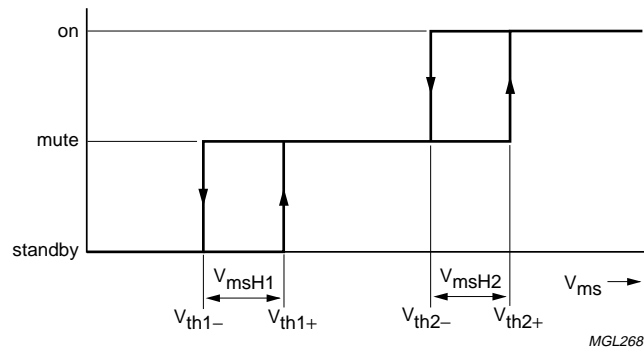 on
mute
standby
VmsH1
VmsH2
Vms
Vth1−
Vth1+
Vth2−
Vth2+
MGL268